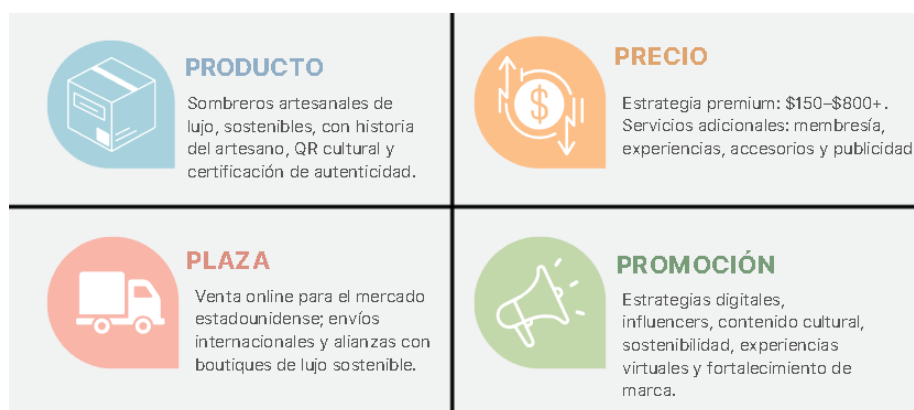 PRODUCTO
Sombreros artesanales de
lujo, sostenibles, con historia
del artesano, QR cultural y
certificación de autenticidad.
PRECIO
Estrategia premium: $150–$800+.
Servicios adicionales: membresía,
experiencias, accesorios y publicidad
PLAZA
Venta online para el mercado
estadounidense; envíos
internacionales y alianzas con
boutiques de lujo sostenible.
PROMOCIÓN
Estrategias digitales,
influencers, contenido cultural,
sostenibilidad, experiencias
virtuales y fortalecimiento de
marca.